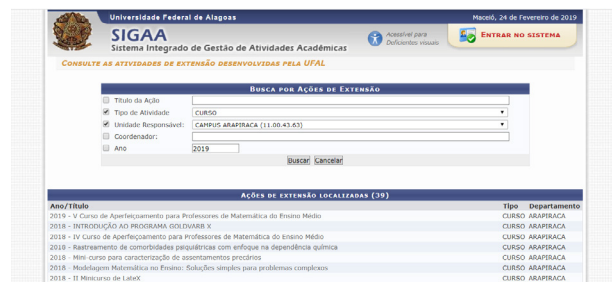 Universidade Federal de Alagoas
Maceió, 24 de Fevereiro de 2019
SIGAA
Sistema Integrado de Gestão de Atividades Acadêmicas
Acessível para
Deficientes visuais
ENTRAR NO SISTEMA
CONSULTE AS ATIVIDADES DE EXTENSÃO DESENVOLVIDAS PELA UFAL
BUSCA POR AÇÕES DE EXTENSÃO
Título da Ação
Tipo de Atividade CURSO
Unidade Responsável: CAMPUS ARAPIRACA (11.00.43.63)
Coordenador:
Ano 2019
Buscar Cancelar
AÇÕES DE EXTENSÃO LOCALIZADAS (39)
Ano/Título Tipo Departamento
2019 - V Curso de Aperfeiçoamento para Professores de Matemática do Ensino Médio CURSO ARAPIRACA
2018 - INTRODUÇÃO AO PROGRAMA GOLDVARB X CURSO ARAPIRACA
2018 - IV Curso de Aperfeiçoamento para Professores de Matemática do Ensino Médio CURSO ARAPIRACA
2018 - Rastreamento de comorbidades psiquiátricas com enfoque na dependência química CURSO ARAPIRACA
2018 - Mini-curso para caracterização de assentamentos precários CURSO ARAPIRACA
2018 - Modelagem Matemática no Ensino: Soluções simples para problemas complexos CURSO ARAPIRACA
2018 - II Minicurso de LateX CURSO ARAPIRACA